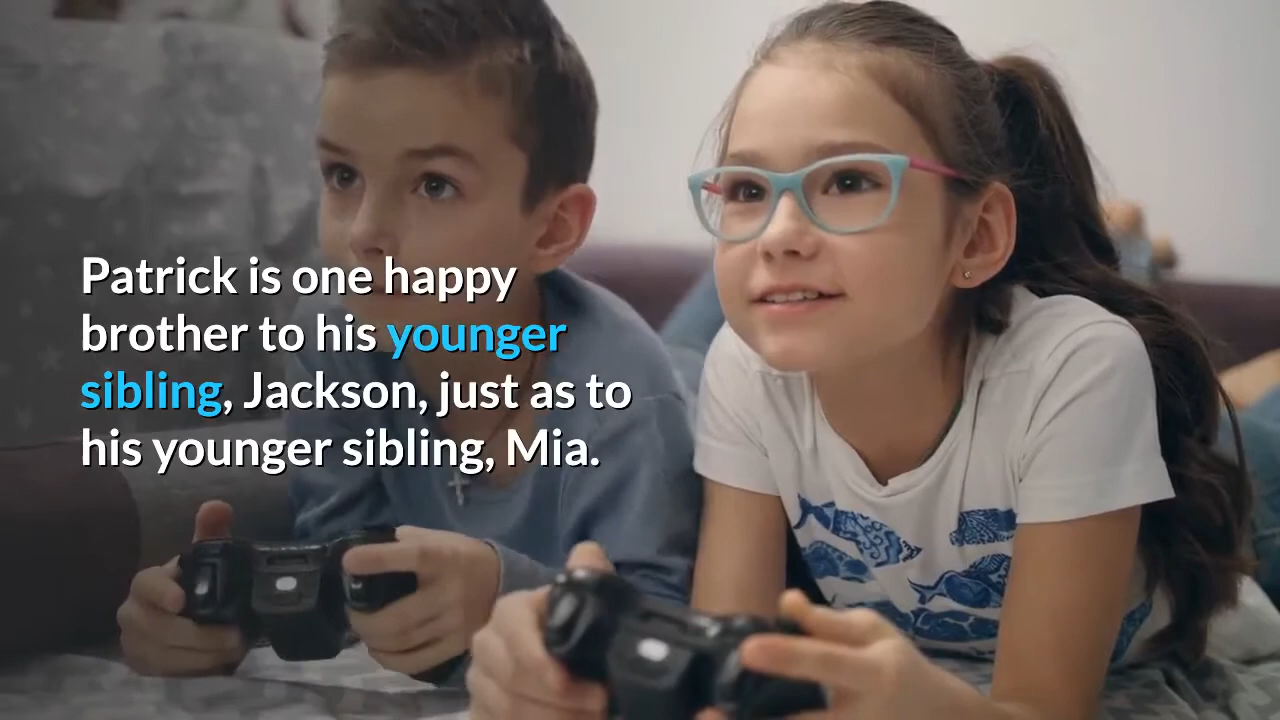 Patrick is one happy
brother to his younger
sibling, Jackson, just as to
his younger sibling, Mia.